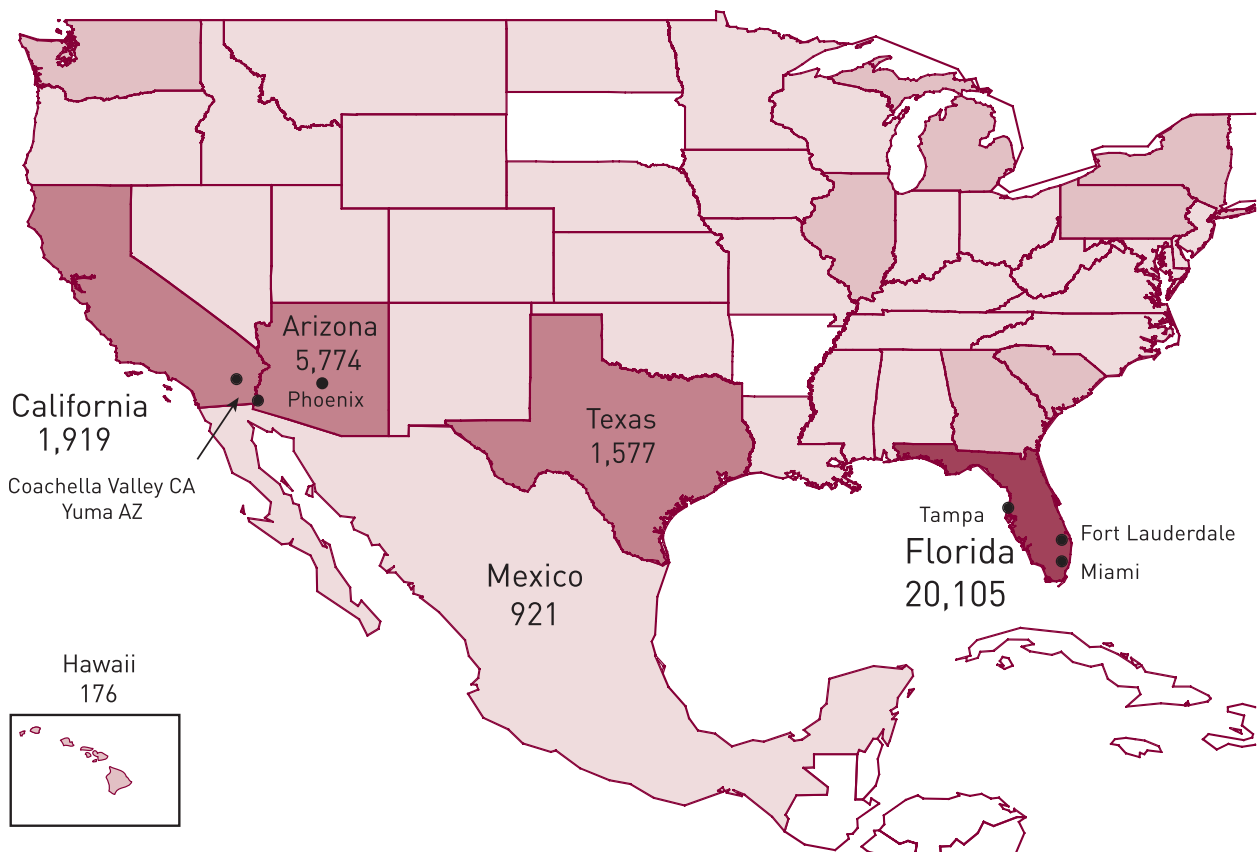 Arizona
5,774
Phoenix
California
1,919
Coachella Valley CA
Yuma AZ
Texas
1,577
Tampa
Fort Lauderdale
Florida
20,105
Miami
Mexico
921
Hawaii
176